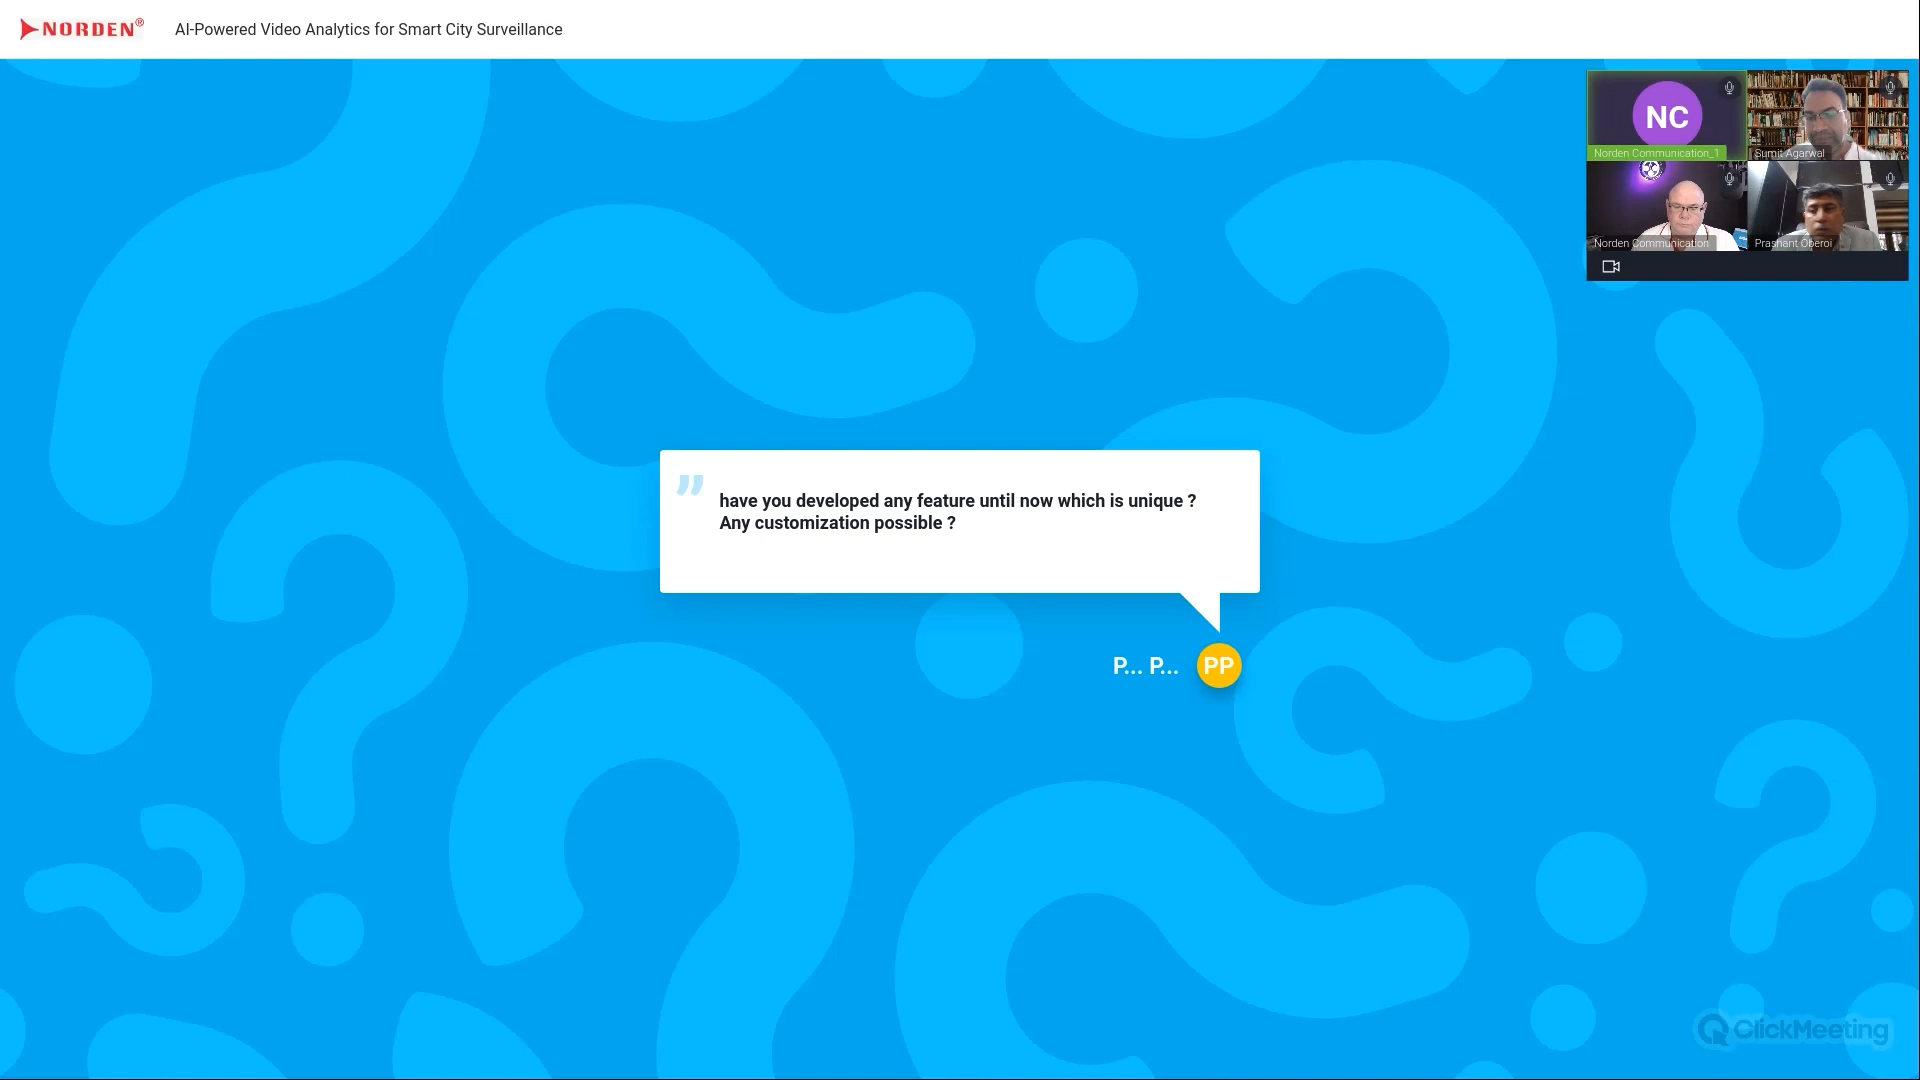 NORDEN®
AI-Powered Video Analytics for Smart City Surveillance
NC
Norden Communication_1
Sumit Agarwal
Norden Communication
Prashant Oberoi
have you developed any feature until now which is unique ?
Any customization possible ?
P... P...
PP
ClickMeeting